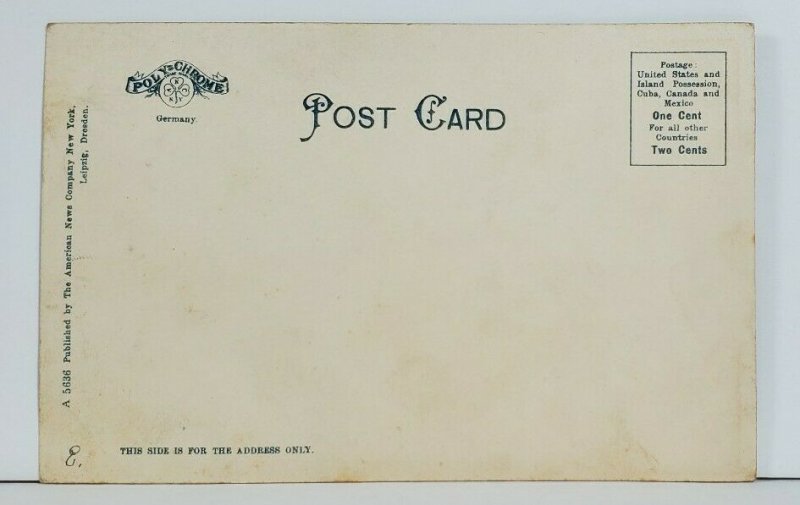 POLY-CHROME
Germany.
POST CARD
Postage:
United States and
Island Possession,
Cuba, Canada and
Mexico
One Cent
For all other
Countries
Two Cents
A 5636 Published by The American News Company New York,
Leipzig, Dresden.
THIS SIDE IS FOR THE ADDRESS ONLY.